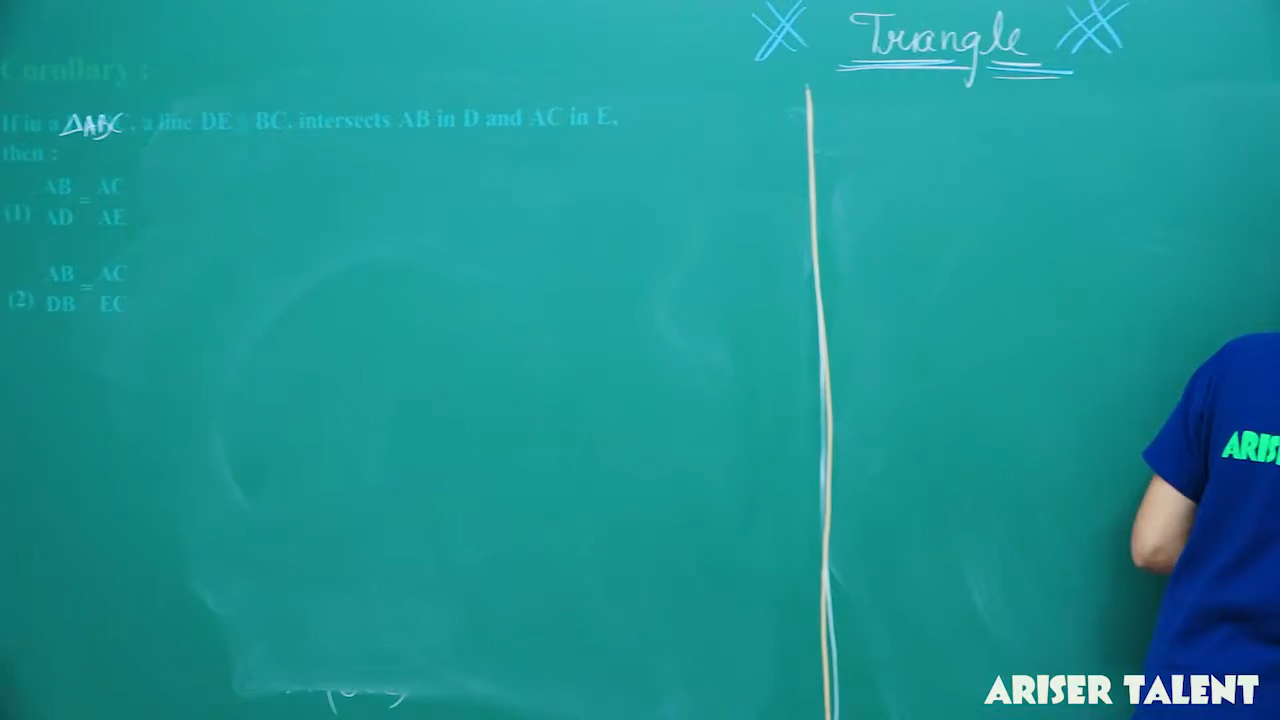 Triangle
Corollary :
If in a ΔABC, a line DE || BC, intersects AB in D and AC in E,
then :
(1) AB/AD = AC/AE
(2) AB/DB = AC/EC
ARIS
ARISER TALENT